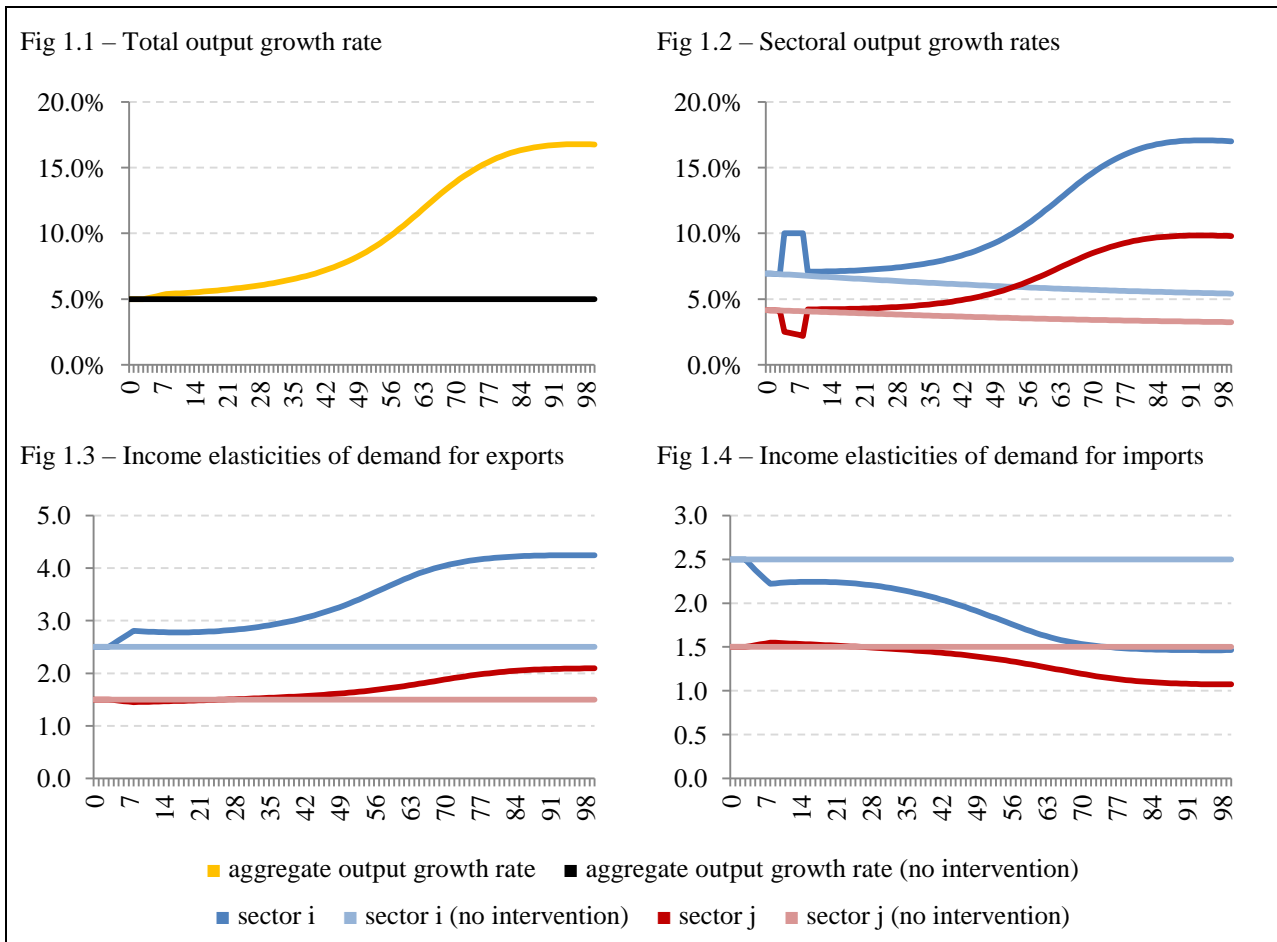 Fig 1.1 – Total output growth rate
20.0%
15.0%
10.0%
5.0%
0.0%
0 7 14 21 28 35 42 49 56 63 70 77 84 91 98
Fig 1.2 – Sectoral output growth rates
20.0%
15.0%
10.0%
5.0%
0.0%
0 7 14 21 28 35 42 49 56 63 70 77 84 91 98
Fig 1.3 – Income elasticities of demand for exports
5.0
4.0
3.0
2.0
1.0
0.0
0 7 14 21 28 35 42 49 56 63 70 77 84 91 98
Fig 1.4 – Income elasticities of demand for imports
3.0
2.5
2.0
1.5
1.0
0.5
0.0
0 7 14 21 28 35 42 49 56 63 70 77 84 91 98
aggregate output growth rate aggregate output growth rate (no intervention)
sector i sector i (no intervention) sector j sector j (no intervention)